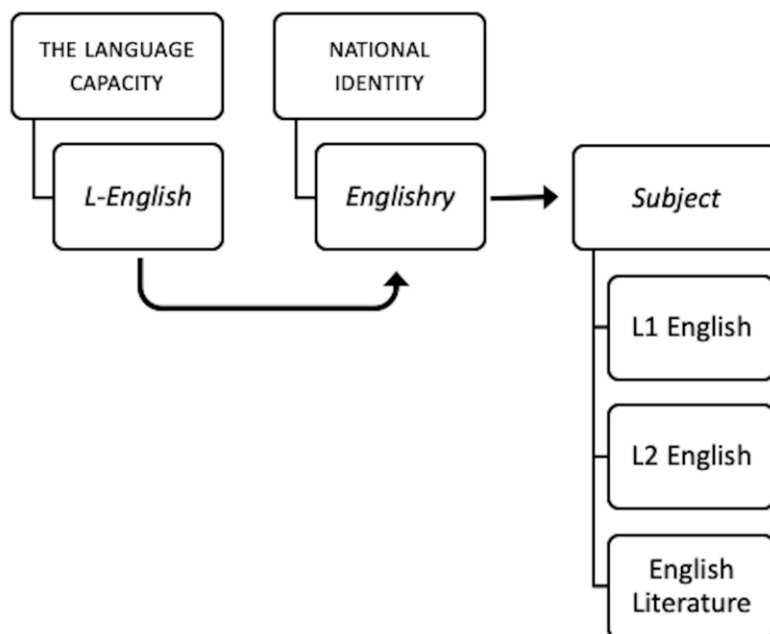 THE LANGUAGE
CAPACITY
L-English
NATIONAL
IDENTITY
Englishry
Subject
L1 English
L2 English
English
Literature